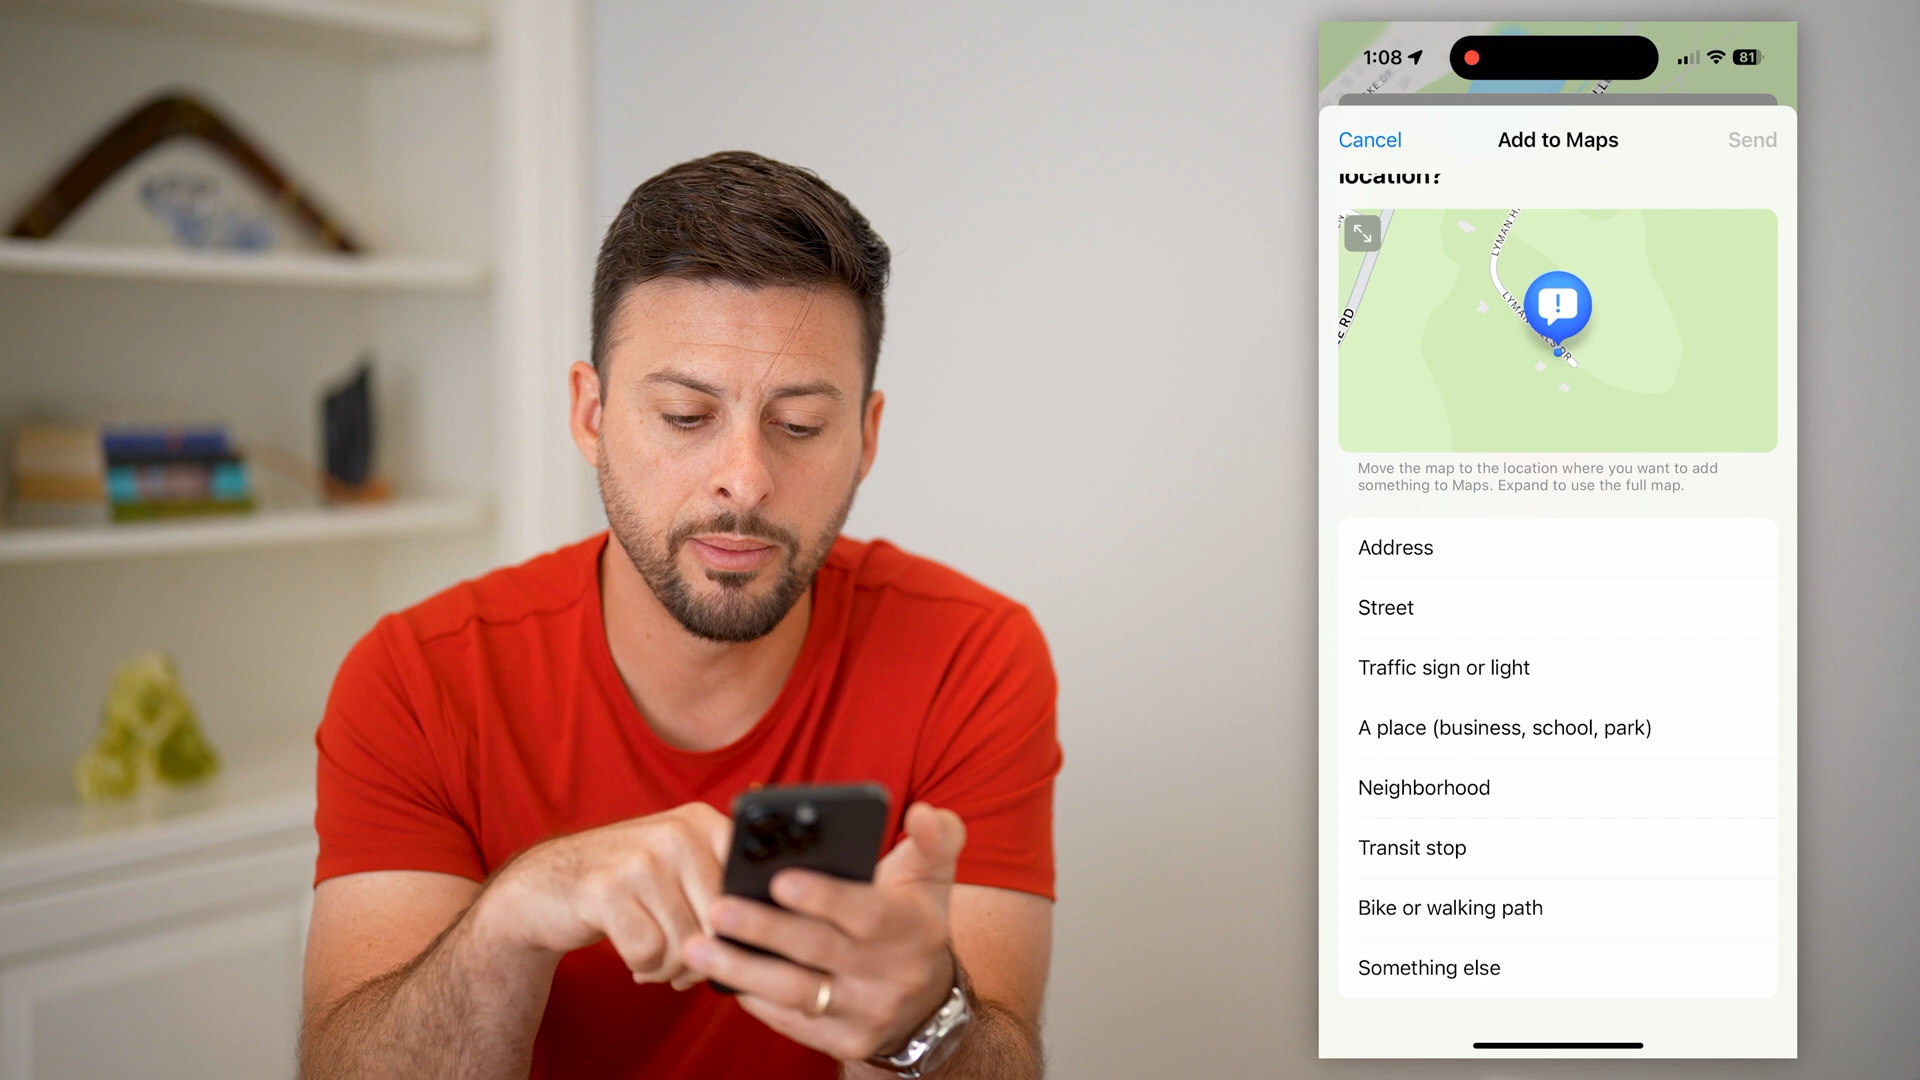 1:08
81
Cancel
Add to Maps
Send
location?
LYMAN H
E RD
DR
Move the map to the location where you want to add
something to Maps. Expand to use the full map.
Address
Street
Traffic sign or light
A place (business, school, park)
Neighborhood
Transit stop
Bike or walking path
Something else